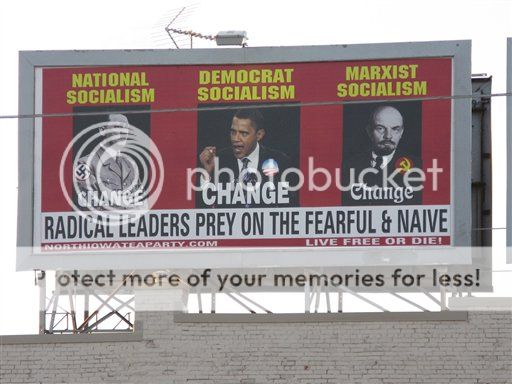 NATIONAL SOCIALISM
DEMOCRAT SOCIALISM
MARXIST SOCIALISM
CHANGE
CHANGE
Change
photobucket
RADICAL LEADERS PREY ON THE FEARFUL & NAIVE
NORTHIOWATEAPARTY.COM
LIVE FREE OR DIE!
Protect more of your memories for less!